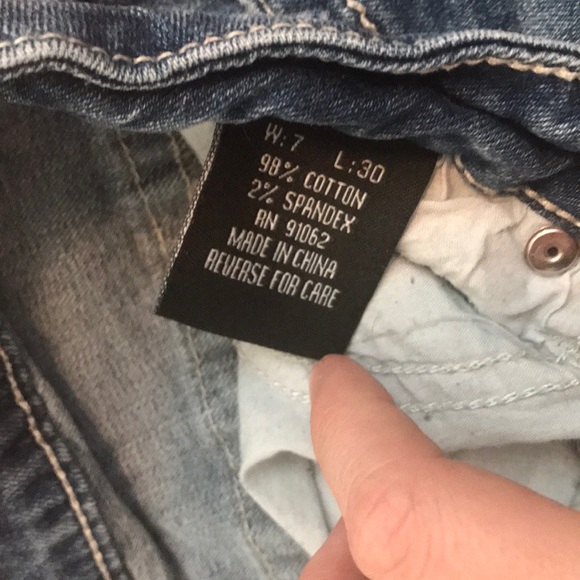 W:7 L:30
98% COTTON
2% SPANDEX
RN 91062
MADE IN CHINA
REVERSE FOR CARE